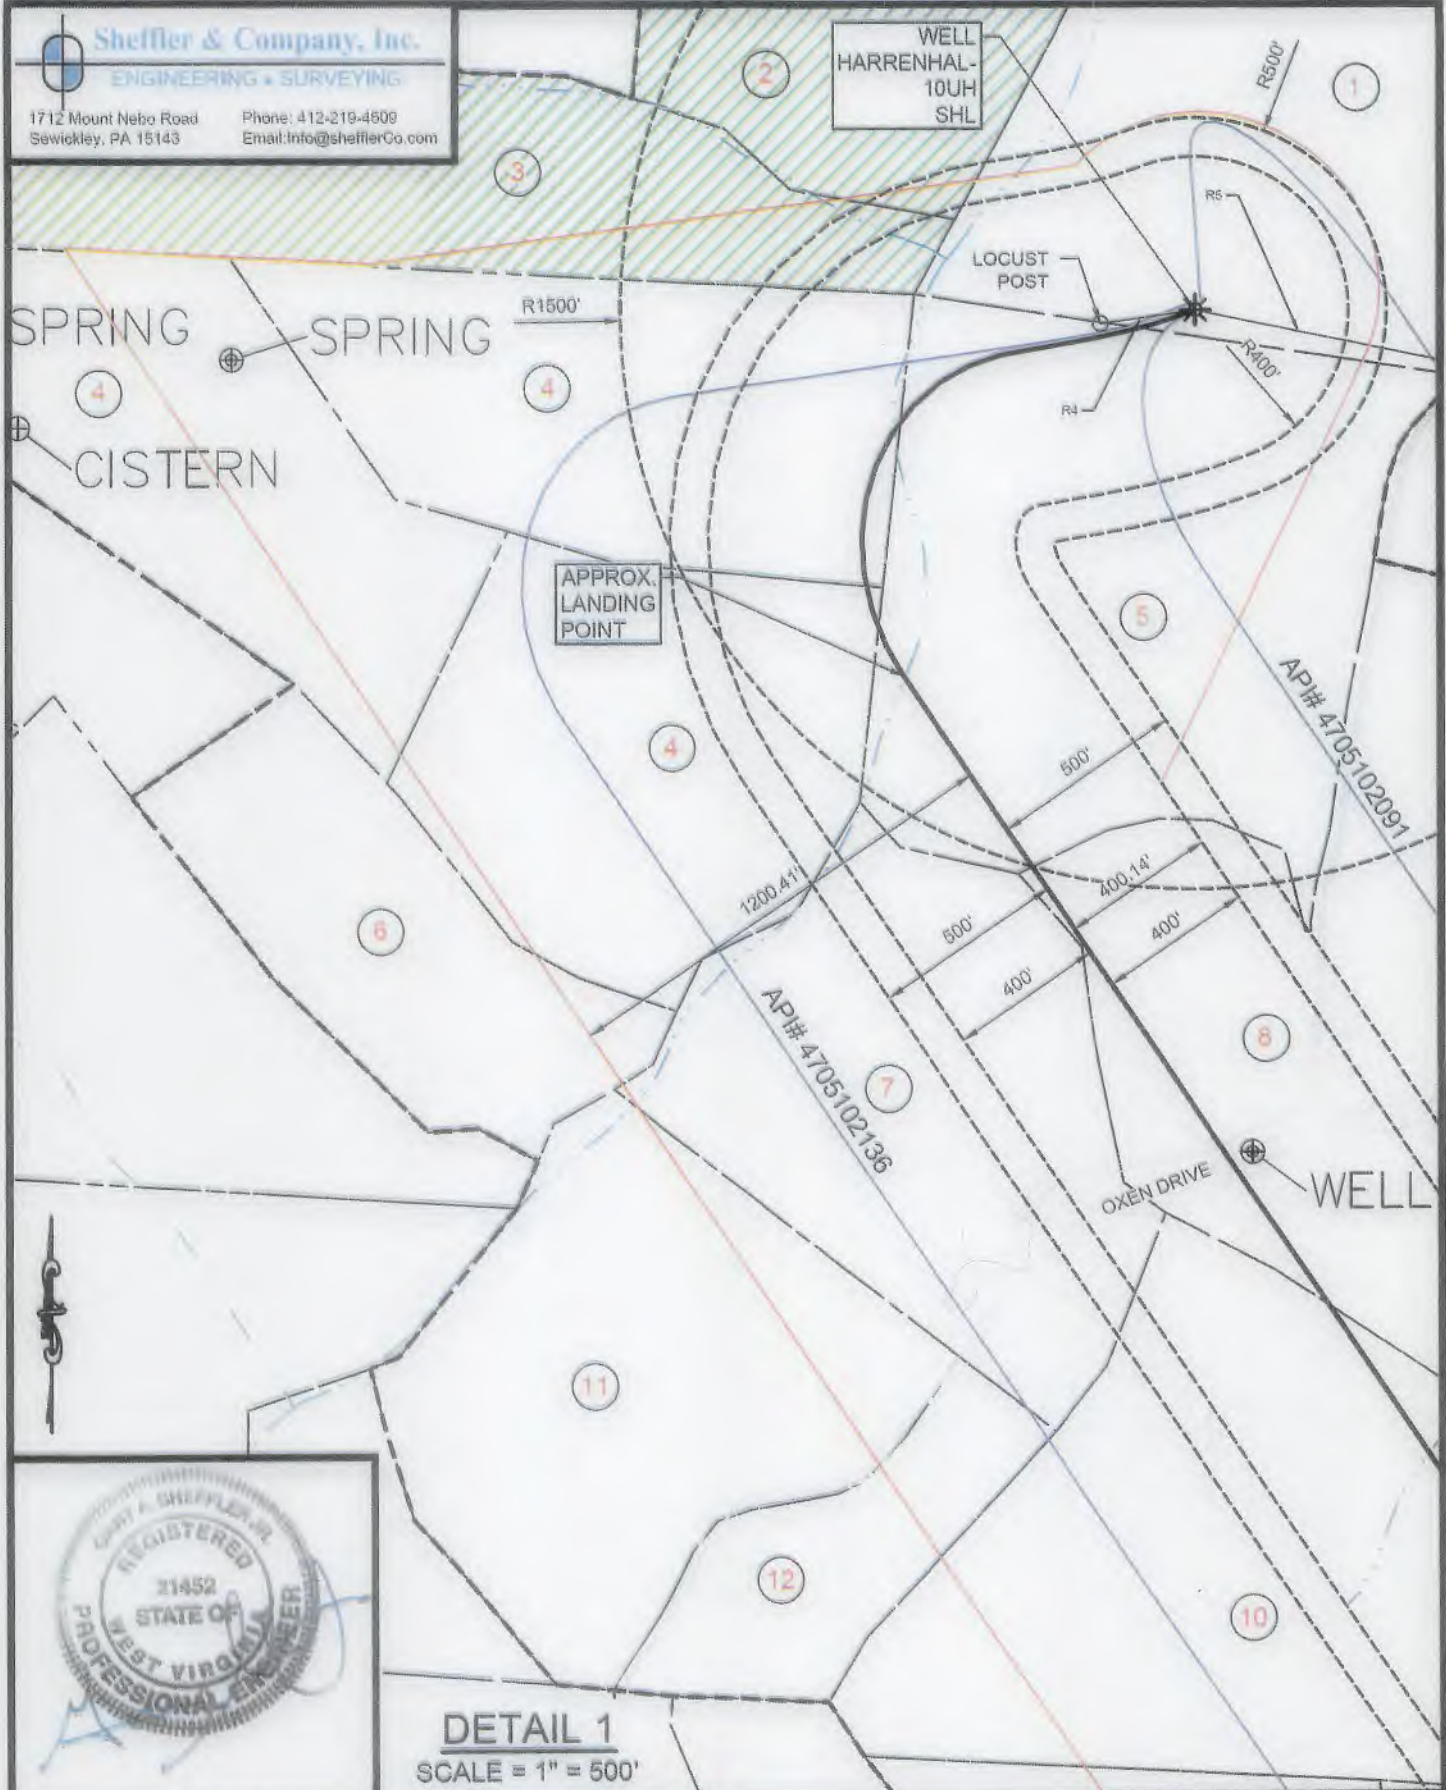 Sheffler & Company, Inc.
ENGINEERING • SURVEYING
1712 Mount Nebo Road
Sewickley, PA 15143
Phone: 412-219-4509
Email:Info@shefflerCo.com
2
WELL
HARRENHAL-
10UH
SHL
R500'
1
3
R5
LOCUST
POST
SPRING
SPRING
R1500'
4
4
R400'
R4
CISTERN
APPROX.
LANDING
POINT
5
API# 4705102091
4
500'
1200.41'
400.14'
500'
400'
400'
6
API# 4705102136
7
8
OXEN DRIVE
WELL
11
12
10
REGISTERED
21452
STATE OF
WEST VIRGINIA
PROFESSIONAL ENGINEER
DETAIL 1
SCALE = 1" = 500'